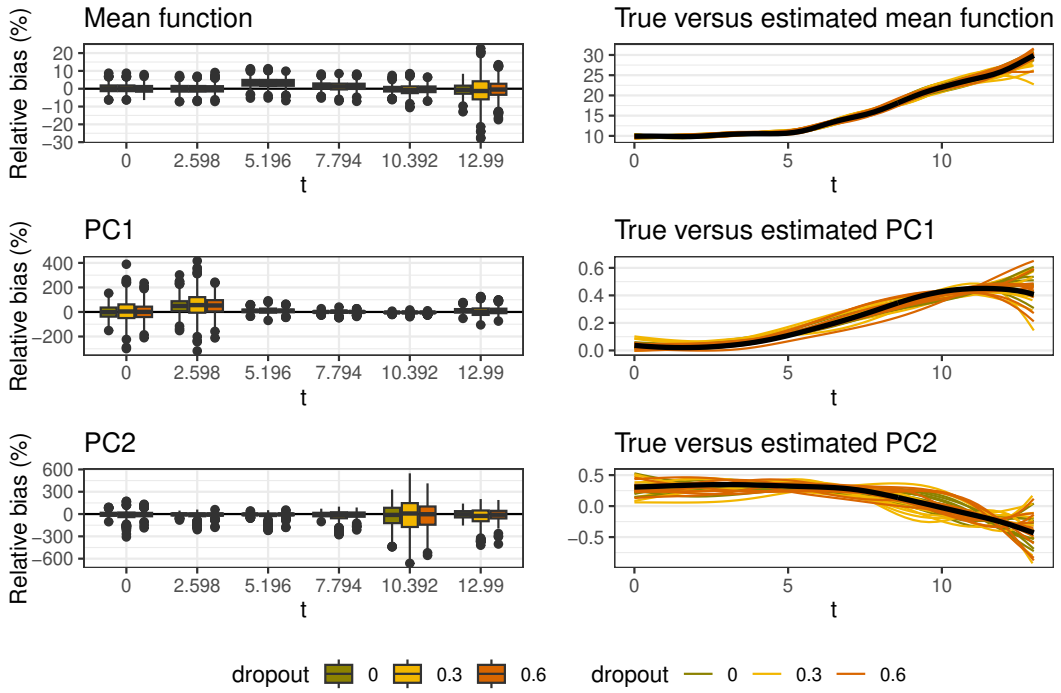 Mean function
Relative bias (%)
20
10
0
−10
−20
−30
0 2.598 5.196 7.794 10.392 12.99
t
True versus estimated mean function
30
25
20
15
10
0 5 10
t
PC1
Relative bias (%)
400
200
0
−200
0 2.598 5.196 7.794 10.392 12.99
t
True versus estimated PC1
0.6
0.4
0.2
0.0
0 5 10
t
PC2
Relative bias (%)
600
300
0
−300
−600
0 2.598 5.196 7.794 10.392 12.99
t
True versus estimated PC2
0.5
0.0
−0.5
0 5 10
t
dropout 0 0.3 0.6
dropout 0 0.3 0.6